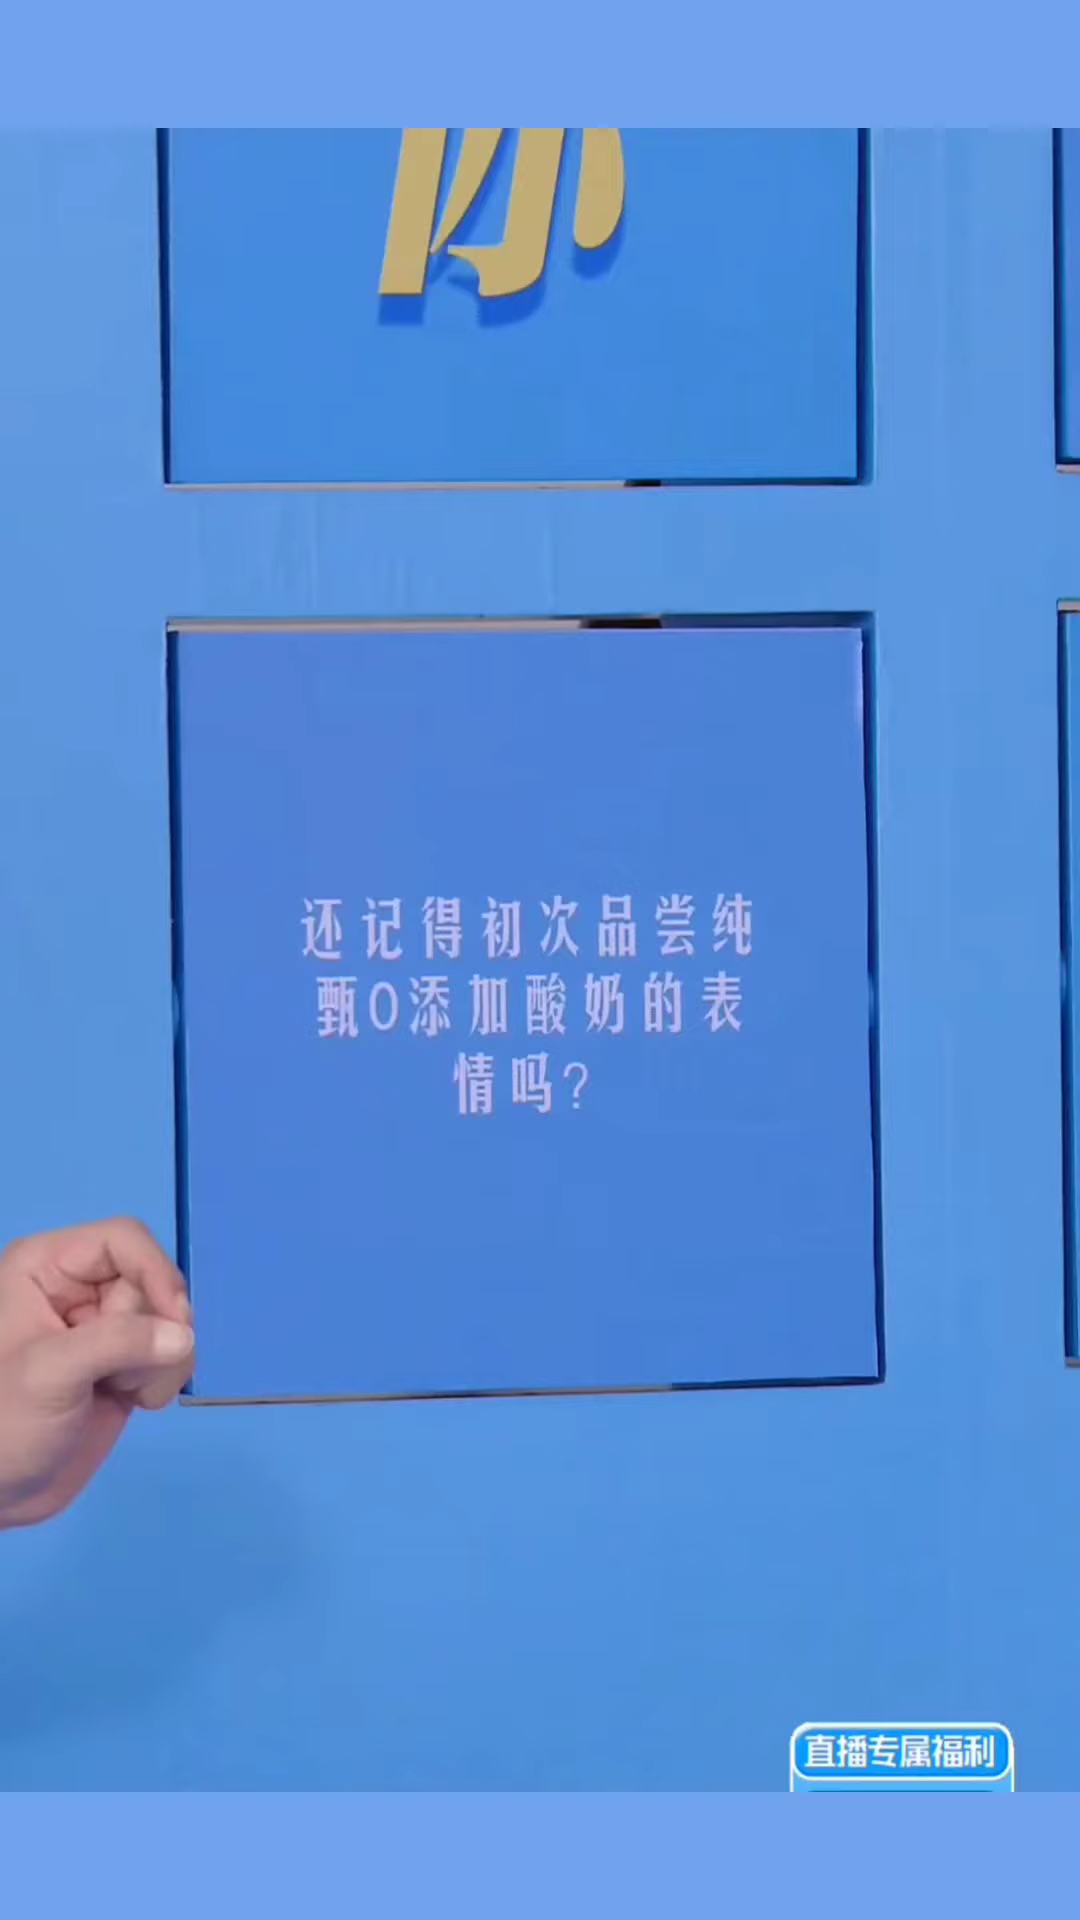 还记得初次品尝纯
甄0添加酸奶的表
情吗?
直播专属福利